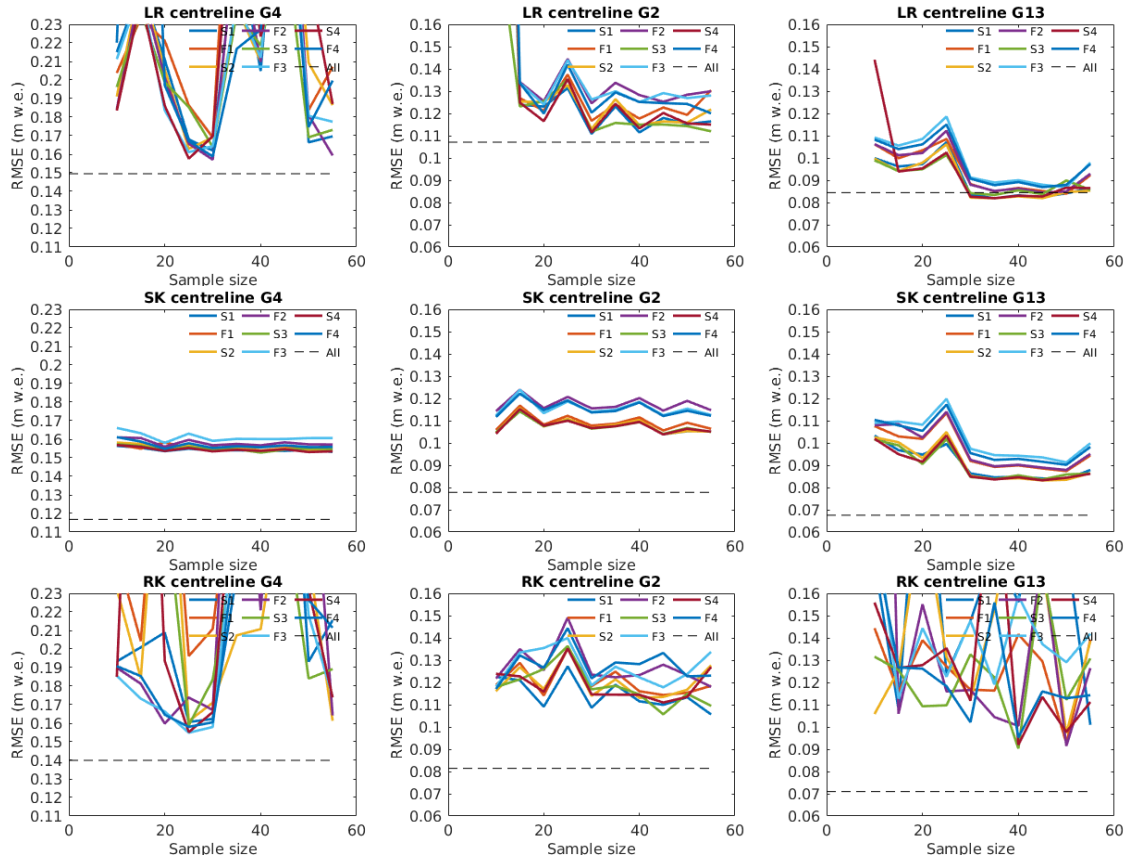 LR centreline G4
RMSE (m w.e.)
0.23
0.22
0.21
0.2
0.19
0.18
0.17
0.16
0.15
0.14
0.13
0.12
0.11
0 20 40 60
Sample size
S1 F2 S4
F1 S3 F4
S2 F3 All
LR centreline G2
RMSE (m w.e.)
0.16
0.15
0.14
0.13
0.12
0.11
0.1
0.09
0.08
0.07
0.06
0 20 40 60
Sample size
S1 F2 S4
F1 S3 F4
S2 F3 All
LR centreline G13
RMSE (m w.e.)
0.16
0.15
0.14
0.13
0.12
0.11
0.1
0.09
0.08
0.07
0.06
0 20 40 60
Sample size
S1 F2 S4
F1 S3 F4
S2 F3 All
SK centreline G4
RMSE (m w.e.)
0.23
0.22
0.21
0.2
0.19
0.18
0.17
0.16
0.15
0.14
0.13
0.12
0.11
0 20 40 60
Sample size
S1 F2 S4
F1 S3 F4
S2 F3 All
SK centreline G2
RMSE (m w.e.)
0.16
0.15
0.14
0.13
0.12
0.11
0.1
0.09
0.08
0.07
0.06
0 20 40 60
Sample size
S1 F2 S4
F1 S3 F4
S2 F3 All
SK centreline G13
RMSE (m w.e.)
0.16
0.15
0.14
0.13
0.12
0.11
0.1
0.09
0.08
0.07
0.06
0 20 40 60
Sample size
S1 F2 S4
F1 S3 F4
S2 F3 All
RK centreline G4
RMSE (m w.e.)
0.23
0.22
0.21
0.2
0.19
0.18
0.17
0.16
0.15
0.14
0.13
0.12
0.11
0 20 40 60
Sample size
S1 F2 S4
F1 S3 F4
S2 F3 All
RK centreline G2
RMSE (m w.e.)
0.16
0.15
0.14
0.13
0.12
0.11
0.1
0.09
0.08
0.07
0.06
0 20 40 60
Sample size
S1 F2 S4
F1 S3 F4
S2 F3 All
RK centreline G13
RMSE (m w.e.)
0.16
0.15
0.14
0.13
0.12
0.11
0.1
0.09
0.08
0.07
0.06
0 20 40 60
Sample size
S1 F2 S4
F1 S3 F4
S2 F3 All